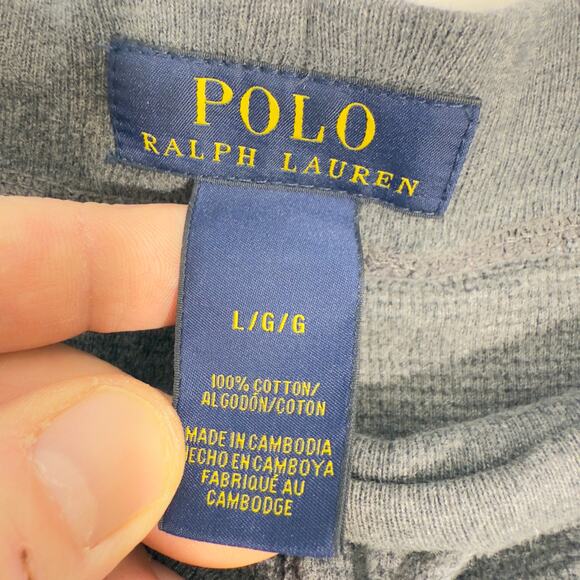 POLO
RALPH LAUREN
L/G/G
100% COTTON/
ALGODÓN/COTON
MADE IN CAMBODIA
HECHO EN CAMBOYA
FABRIQUÉ AU
CAMBODGE